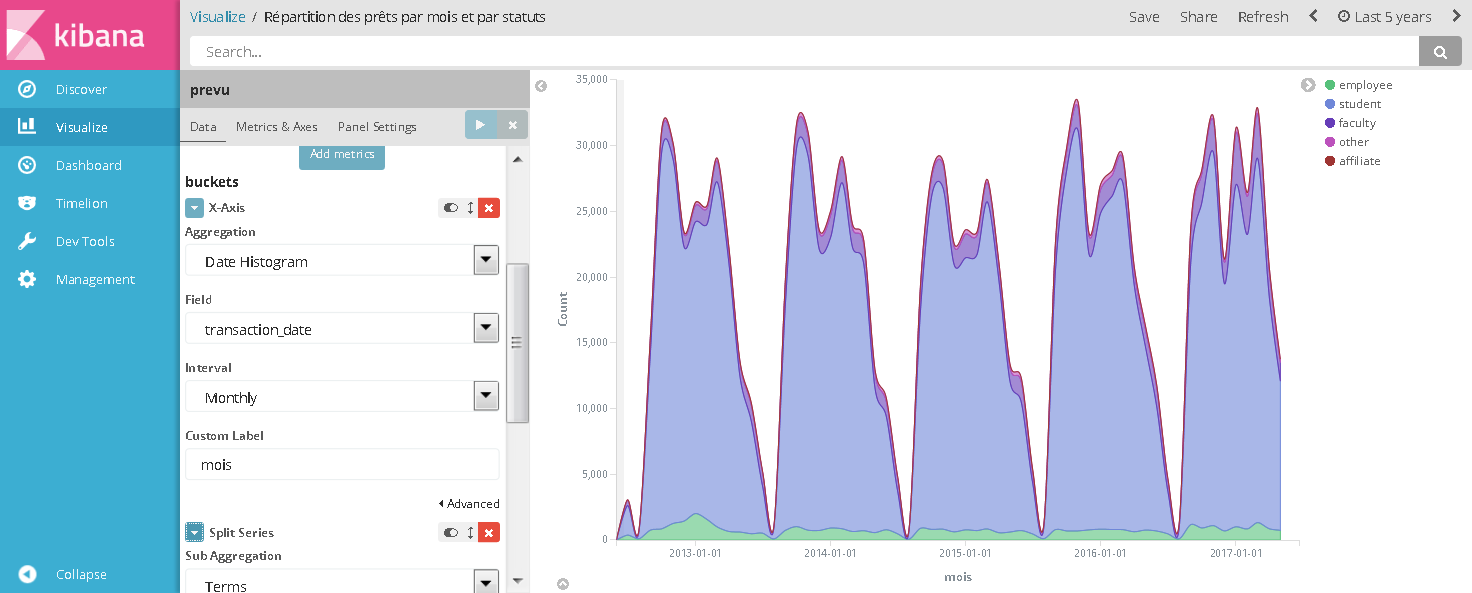 kibana
Visualize / Répartition des prêts par mois et par statuts
Save Share Refresh Last 5 years
Search...
Discover
Visualize
Dashboard
Timelion
Dev Tools
Management
Collapse
prevu
Data Metrics & Axes Panel Settings
Add metrics
buckets
X-Axis
Aggregation
Date Histogram
Field
transaction_date
Interval
Monthly
Custom Label
mois
Advanced
Split Series
Sub Aggregation
Terms
Count
35,000
30,000
25,000
20,000
15,000
10,000
5,000
0
2013-01-01 2014-01-01 2015-01-01 2016-01-01 2017-01-01
mois
employee
student
faculty
other
affiliate